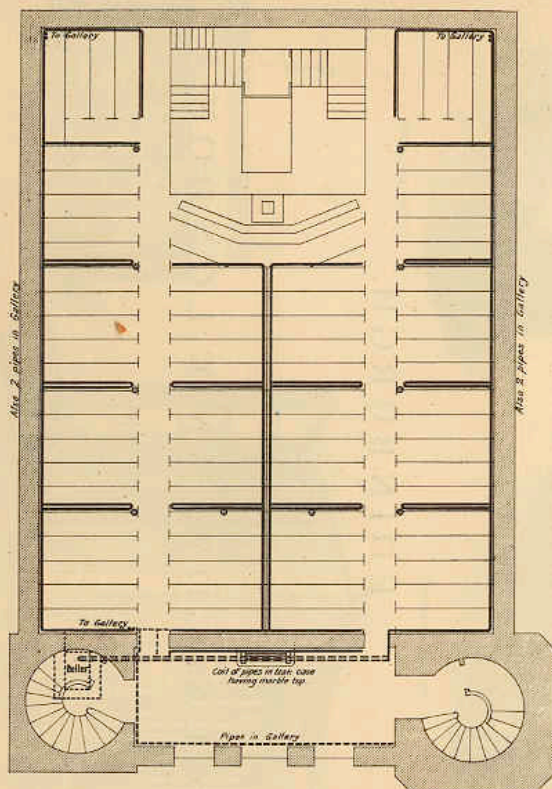 To Gallery
To Gallery
Also 2 pipes in Gallery
Also 2 pipes in Gallery
To Gallery
Boiler
Coil of pipes in iron case
having marble top
Pipes in Gallery